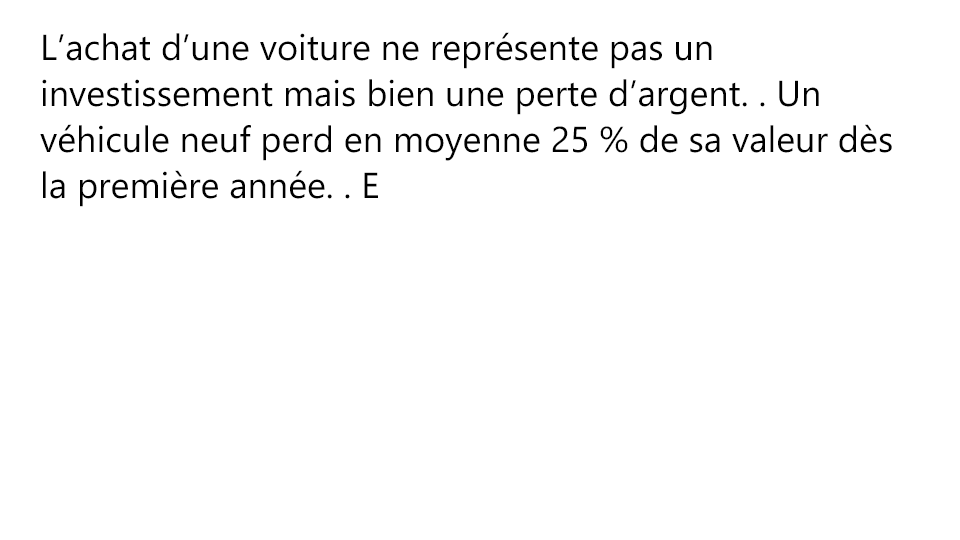 L’achat d’une voiture ne représente pas un
investissement mais bien une perte d’argent. . Un
véhicule neuf perd en moyenne 25 % de sa valeur dès
la première année. . E